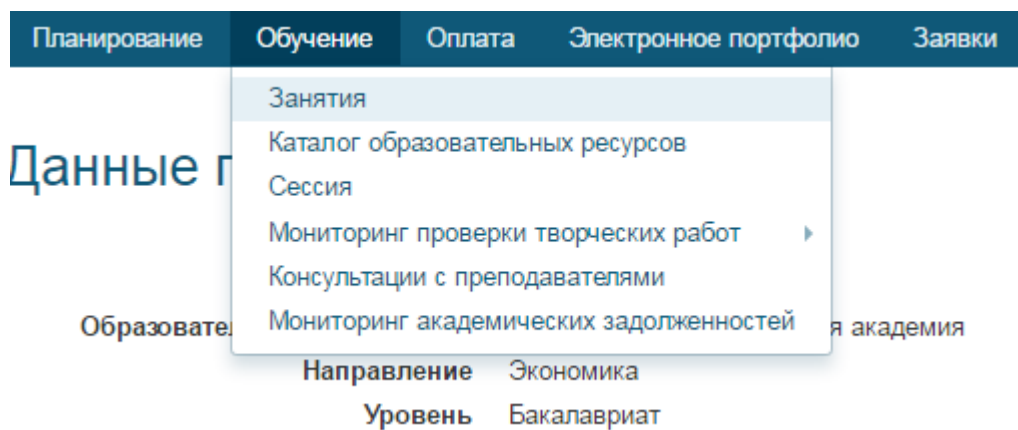 Планирование Обучение Оплата Электронное портфолио Заявки
Занятия
Каталог образовательных ресурсов
Данные
Сессия
Мониторинг проверки творческих работ
Консультации с преподавателями
Мониторинг академических задолженностей
академия
Направление Экономика
Уровень Бакалавриат